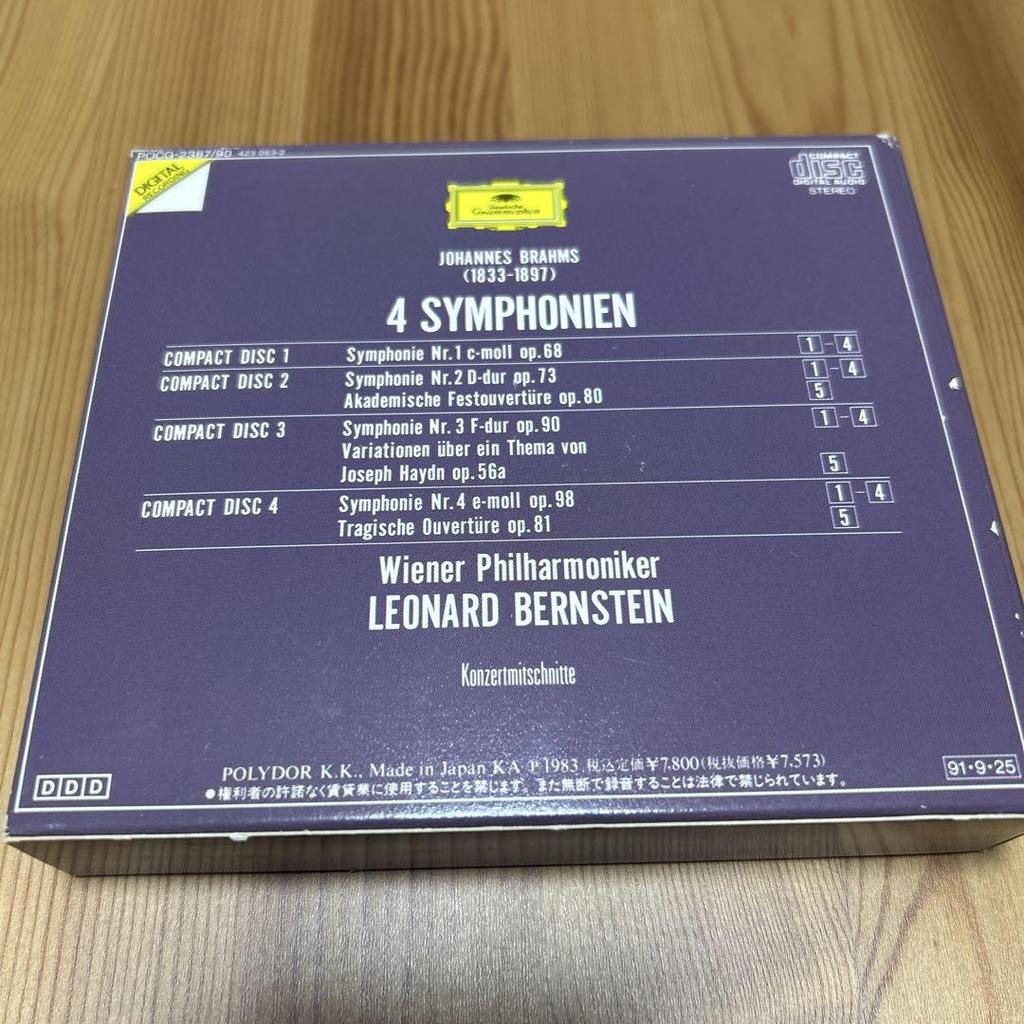 POCG-2387/90 423 053-2
DIGITAL
RECORDING
COMPACT
disc
DIGITAL AUDIO
STEREO
Deutsche
Grammophon
JOHANNES BRAHMS
(1833-1897)
4 SYMPHONIEN
COMPACT DISC 1 Symphonie Nr.1 c-moll op.68 1-4
COMPACT DISC 2 Symphonie Nr.2 D-dur op.73 1-4
Akademische Festouvertüre op.80 5
COMPACT DISC 3 Symphonie Nr.3 F-dur op.90 1-4
Variationen über ein Thema von
Joseph Haydn op.56a 5
COMPACT DISC 4 Symphonie Nr.4 e-moll op.98 1-4
Tragische Ouvertüre op.81 5
Wiener Philharmoniker
LEONARD BERNSTEIN
Konzertmitschnitte
POLYDOR K.K., Made in Japan KA ℗1983 税込定価¥7,800(税抜価格¥7,573)
●権利者の許諾なく賃貸業に使用することを禁じます。また無断で録音することは法律で禁じられています。
DDD
91・9・25